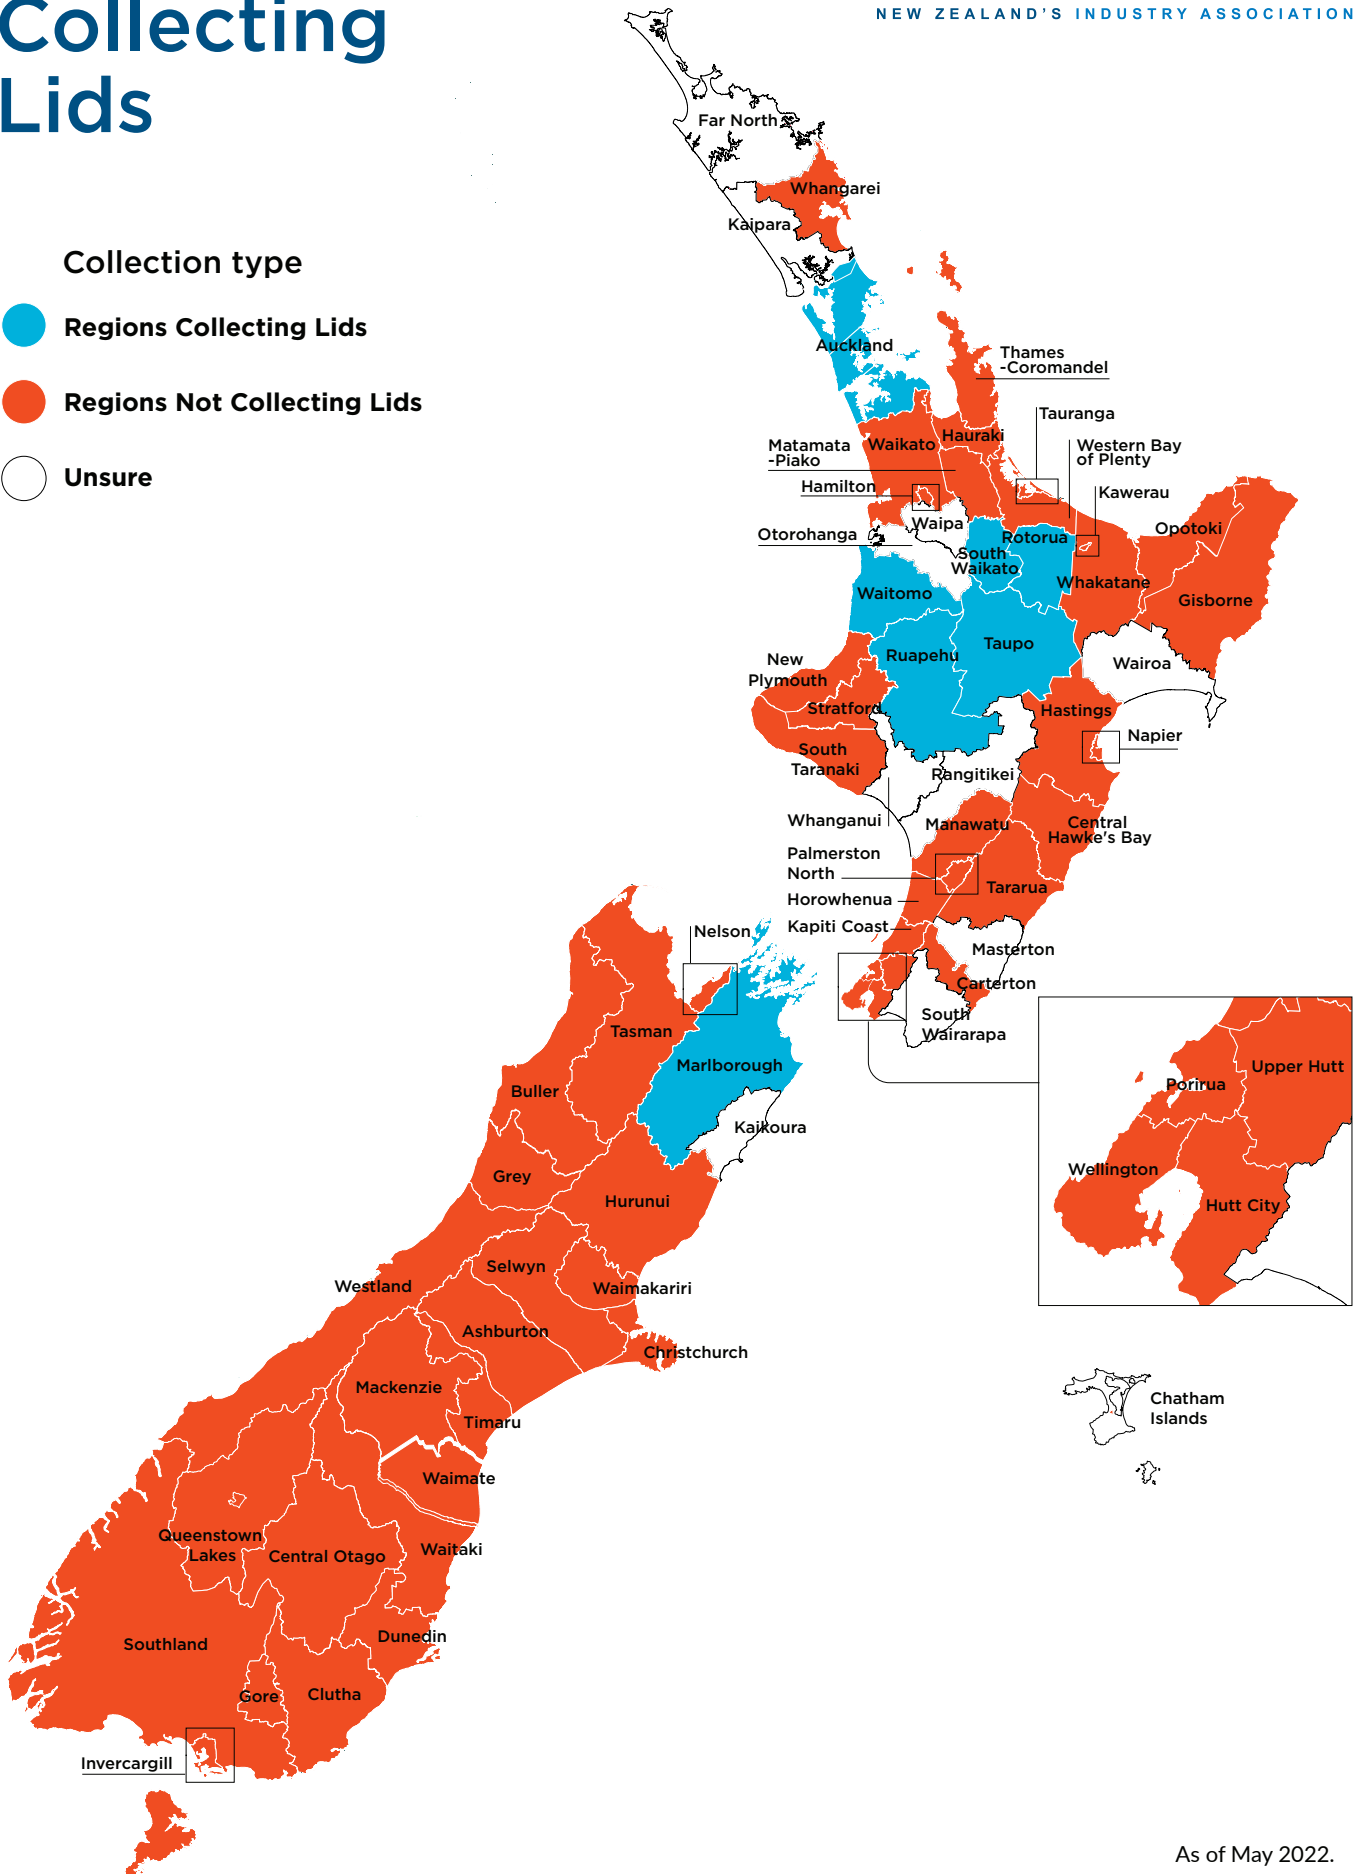 Collecting
Lids
NEW ZEALAND'S INDUSTRY ASSOCIATION
Collection type
Regions Collecting Lids
Regions Not Collecting Lids
Unsure
Far North
Whangarei
Kaipara
Auckland
Thames
-Coromandel
Tauranga
Hauraki
Waikato
Matamata
-Piako
Western Bay
of Plenty
Hamilton
Kawerau
Waipa
Opotoki
Otorohanga
Rotorua
South
Waikato
Whakatane
Waitomo
Gisborne
Taupo
Ruapehu
New
Plymouth
Wairoa
Stratford
Hastings
Napier
South
Taranaki
Rangitikei
Whanganui
Manawatu
Central
Hawke's Bay
Palmerston
North
Tararua
Horowhenua
Kapiti Coast
Nelson
Masterton
Carterton
South
Wairarapa
Tasman
Marlborough
Upper Hutt
Porirua
Buller
Kaikoura
Wellington
Grey
Hurunui
Hutt City
Selwyn
Westland
Waimakariri
Ashburton
Christchurch
Mackenzie
Chatham
Islands
Timaru
Waimate
Queenstown
Lakes
Central Otago
Waitaki
Southland
Dunedin
Gore
Clutha
Invercargill
As of May 2022.